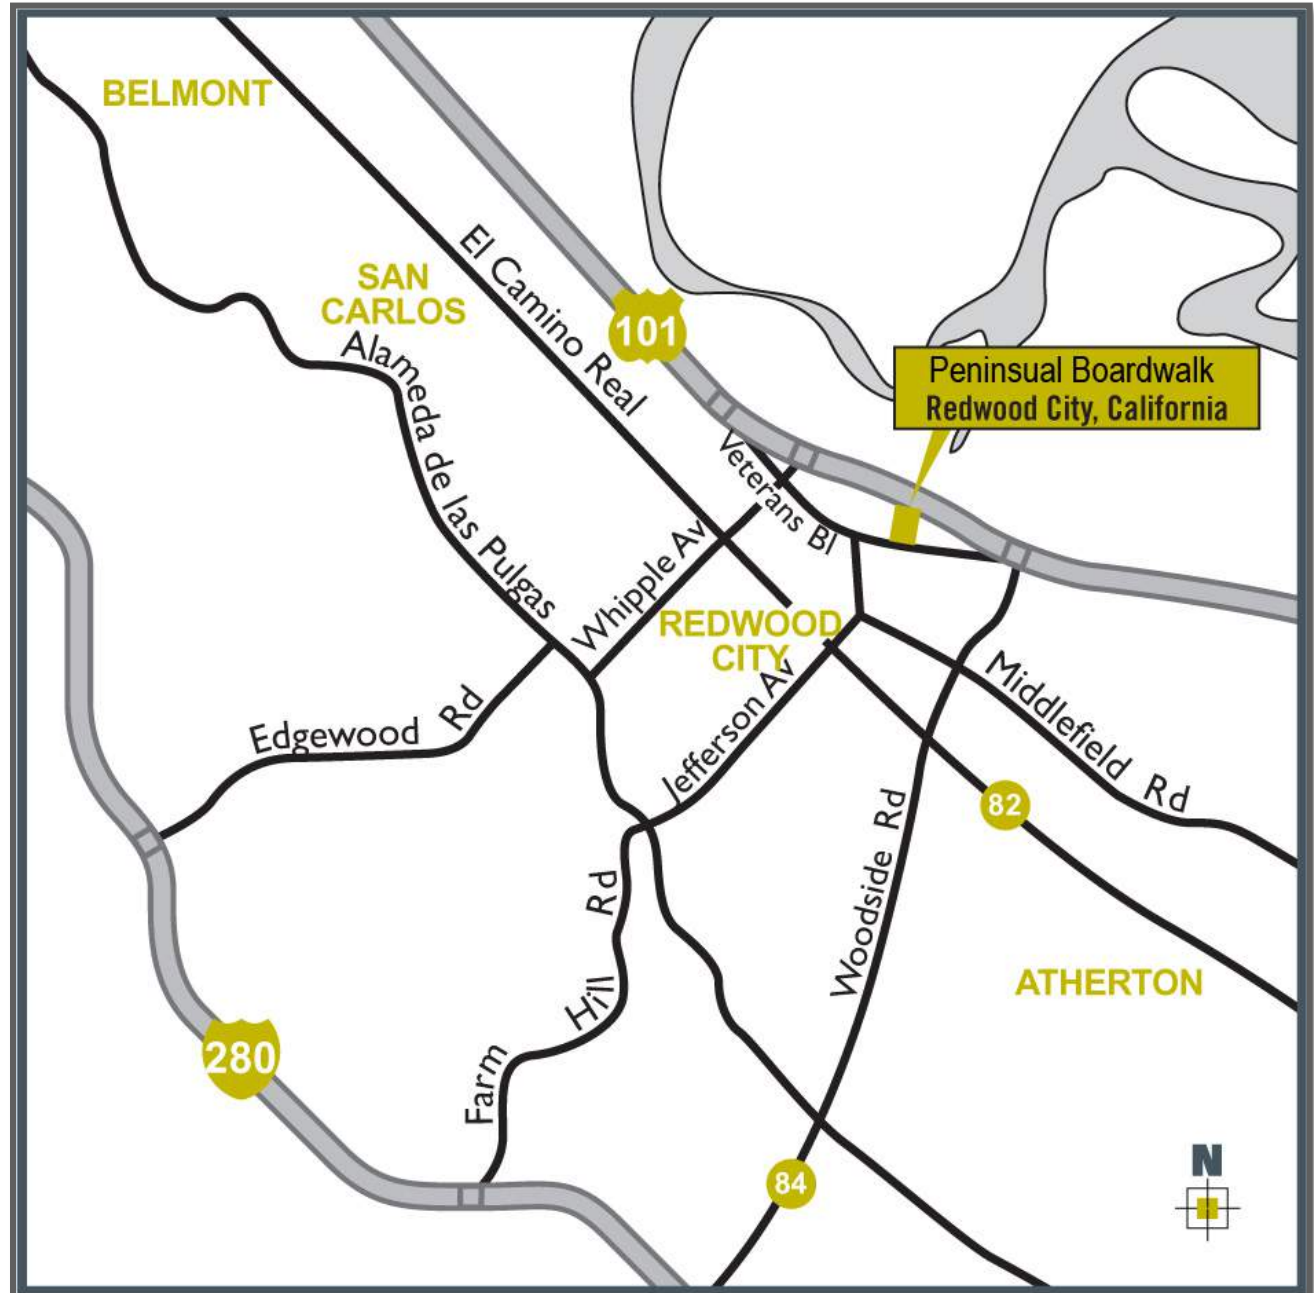 BELMONT
SAN
CARLOS
El Camino Real
101
Alameda de las Pulgas
Peninsual Boardwalk
Redwood City, California
Veterans Bl
Whipple Av
REDWOOD
CITY
Edgewood Rd
Jefferson Av
Middlefield Rd
82
Woodside Rd
Farm Hill Rd
ATHERTON
280
84
N